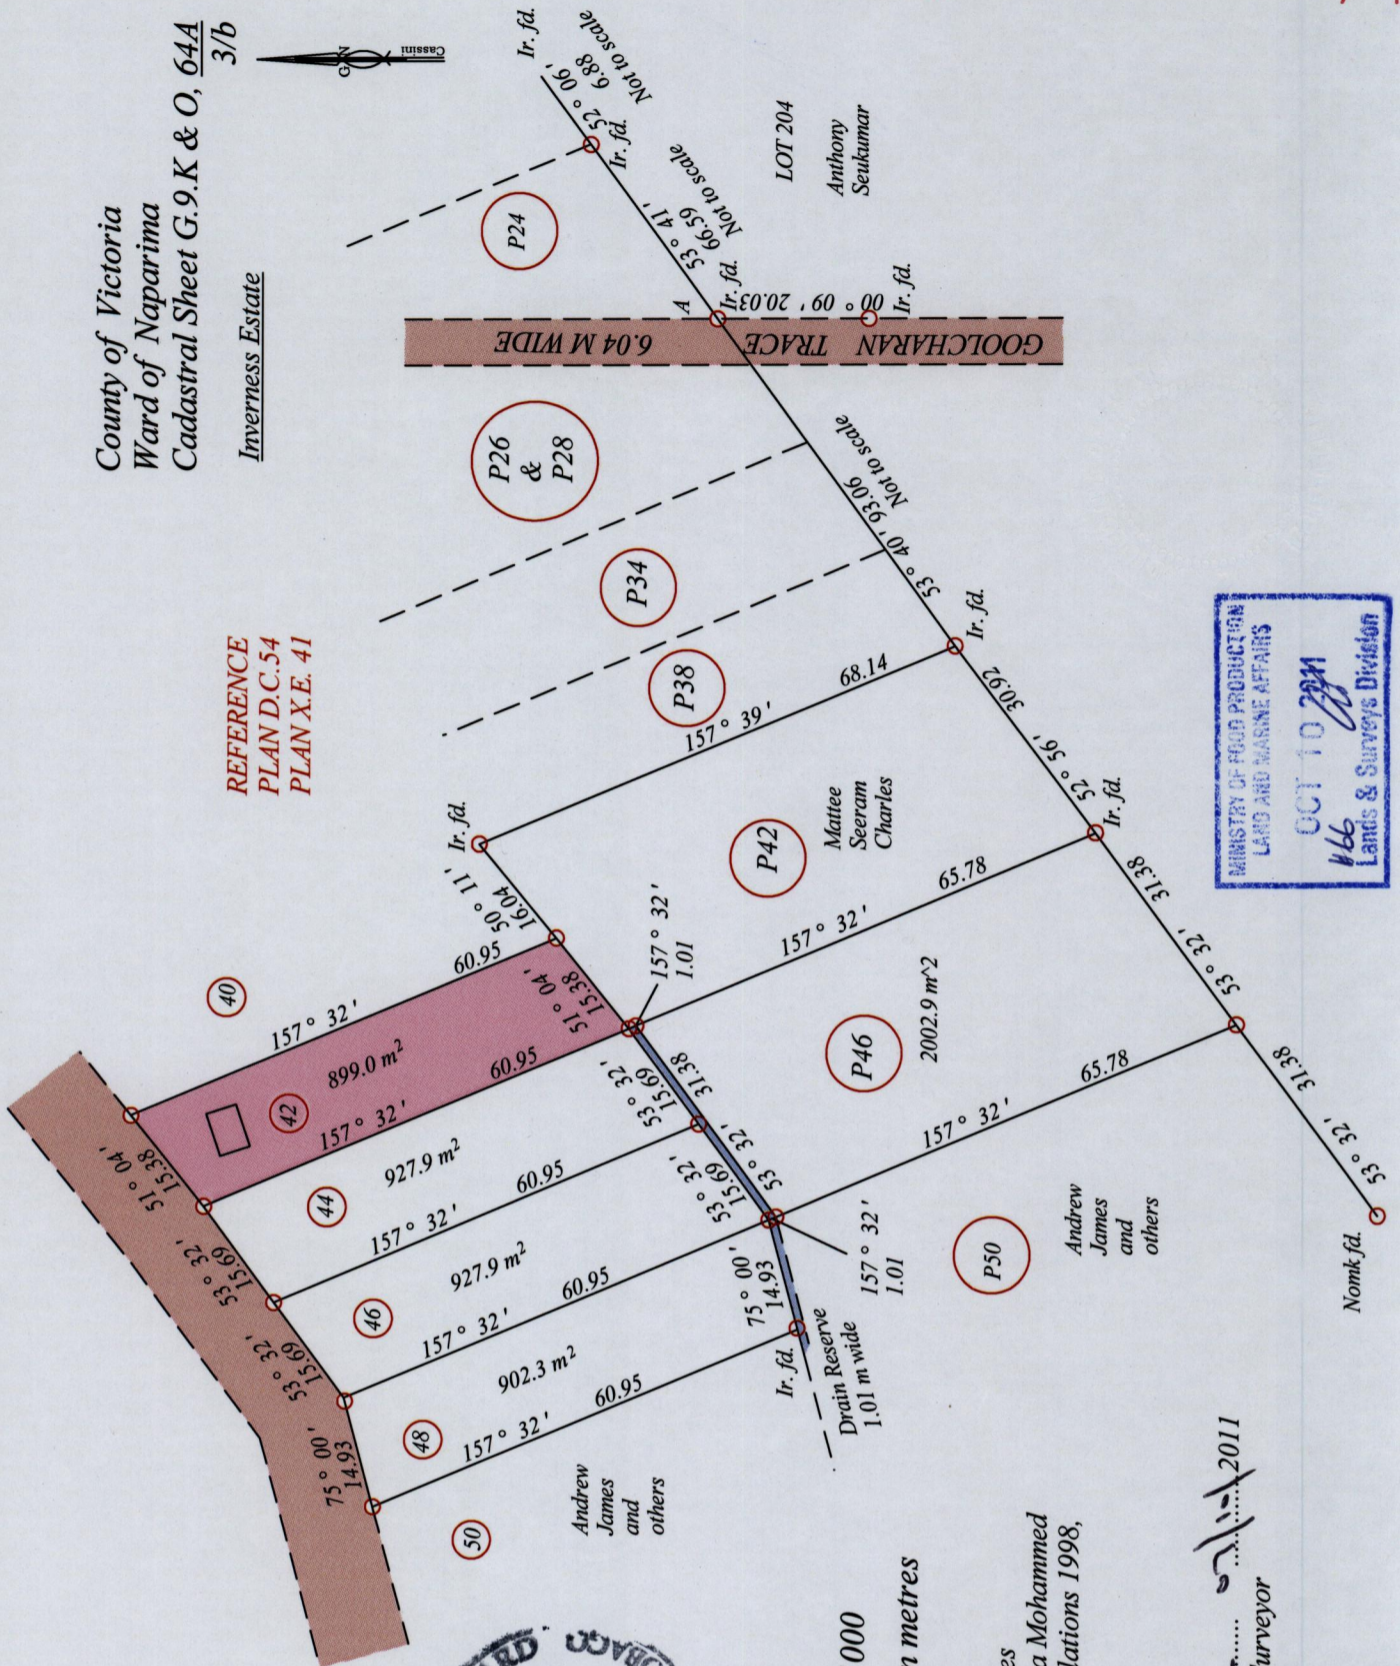 County of Victoria
Ward of Naparima
Cadastral Sheet G.9.K & O, 64A
3/b
Inverness Estate
G N
Cassini
REFERENCE
PLAN D.C.54
PLAN X.E. 41
Ir. fd.
52° 06'
6.88
Not to scale
Ir. fd.
P24
53° 41'
66.59
Not to scale
LOT 204
Anthony
Seukumar
A
Ir. fd.
00° 09' 20.03
Ir. fd.
GOOLCHARAN TRACE 6.04 M WIDE
P26
&
P28
53° 40' 93.06
Not to scale
P34
P38
Ir. fd.
157° 39'
68.14
Ir. fd.
50° 11'
16.04
P42
Mattee
Seeram
Charles
52° 56' 30.92
Ir. fd.
40
157° 32'
60.95
51° 04'
15.38
899.0 m²
42
51° 04'
15.38
157° 32'
60.95
157° 32'
1.01
157° 32'
65.78
P46
2002.9 m^2
53° 32'
31.38
53° 32'
15.69
927.9 m²
44
53° 32'
15.69
53° 32'
31.38
157° 32'
60.95
53° 32'
15.69
927.9 m²
46
53° 32'
15.69
157° 32'
60.95
157° 32'
1.01
157° 32'
65.78
53° 32'
31.38
Nomk fd.
P50
Andrew
James
and
others
75° 00'
14.93
902.3 m²
48
75° 00'
14.93
157° 32'
60.95
Ir. fd.
Drain Reserve
1.01 m wide
50
Andrew
James
and
others
MINISTRY OF FOOD PRODUCTION
LAND AND MARINE AFFAIRS
OCT 10 2011
Lands & Surveys Division
000
metres
a Mohammed
lations 1998,
2011
urveyor